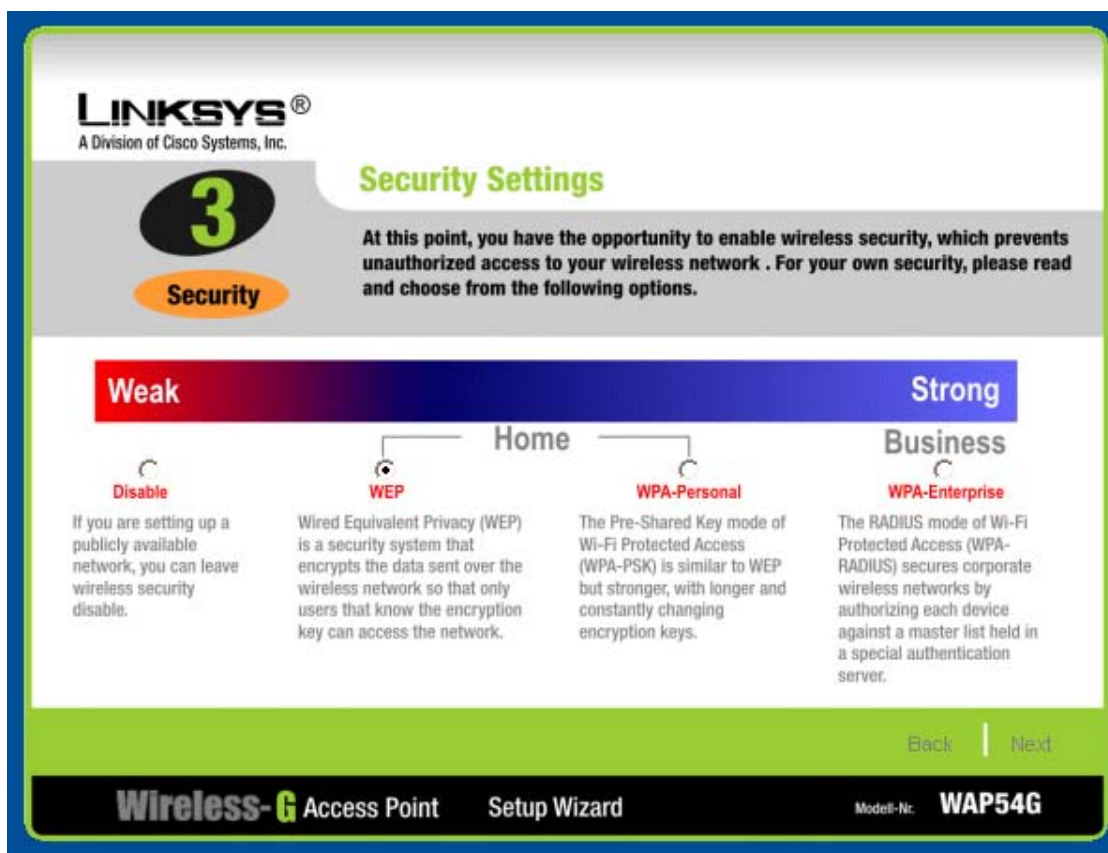 LINKSYS®
A Division of Cisco Systems, Inc.
3
Security
Security Settings
At this point, you have the opportunity to enable wireless security, which prevents
unauthorized access to your wireless network . For your own security, please read
and choose from the following options.
Weak
Strong
Home
Business
Disable
If you are setting up a
publicly available
network, you can leave
wireless security
disable.
WEP
Wired Equivalent Privacy (WEP)
is a security system that
encrypts the data sent over the
wireless network so that only
users that know the encryption
key can access the network.
WPA-Personal
The Pre-Shared Key mode of
Wi-Fi Protected Access
(WPA-PSK) is similar to WEP
but stronger, with longer and
constantly changing
encryption keys.
WPA-Enterprise
The RADIUS mode of Wi-Fi
Protected Access (WPA-
RADIUS) secures corporate
wireless networks by
authorizing each device
against a master list held in
a special authentication
server.
Back
Next
Wireless-G Access Point
Setup Wizard
Modell-Nr.
WAP54G